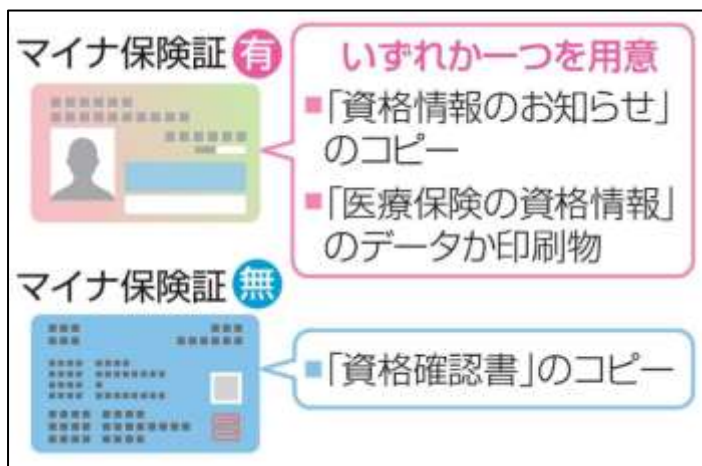 マイナ保険証 有
いずれか一つを用意
■「資格情報のお知らせ」
のコピー
■「医療保険の資格情報」
のデータか印刷物
マイナ保険証 無
■「資格確認書」のコピー